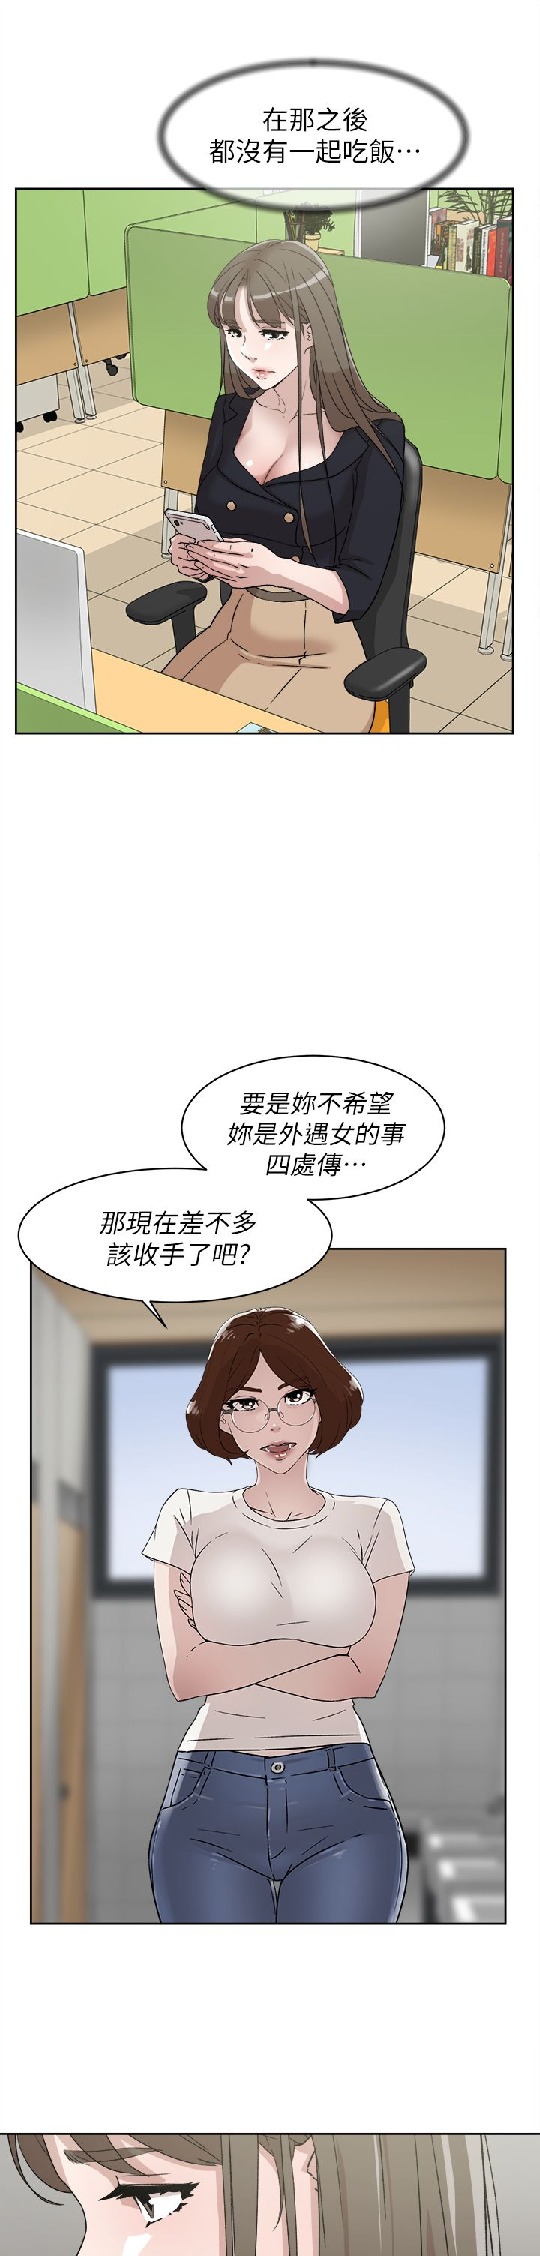 在那之後
都沒有一起吃飯…
要是妳不希望
妳是外遇女的事
四處傳…
那現在差不多
該收手了吧?